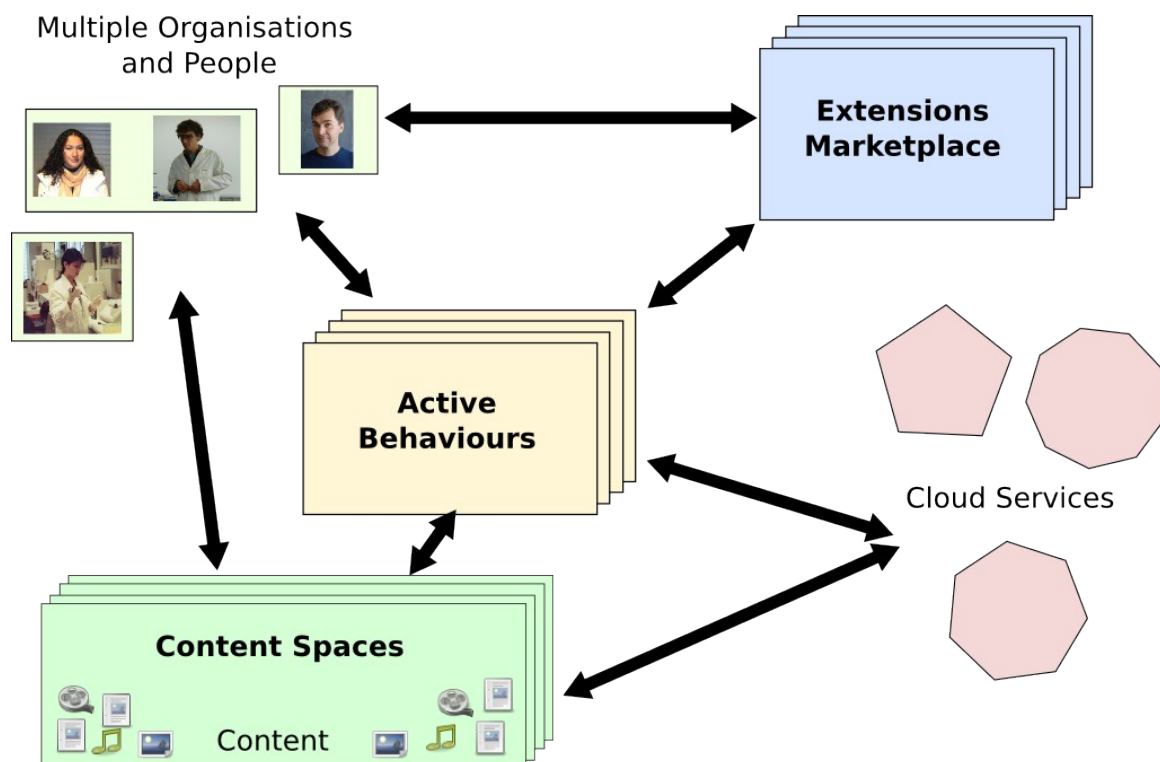 Multiple Organisations
and People
Extensions
Marketplace
Active
Behaviours
Cloud Services
Content Spaces
Content